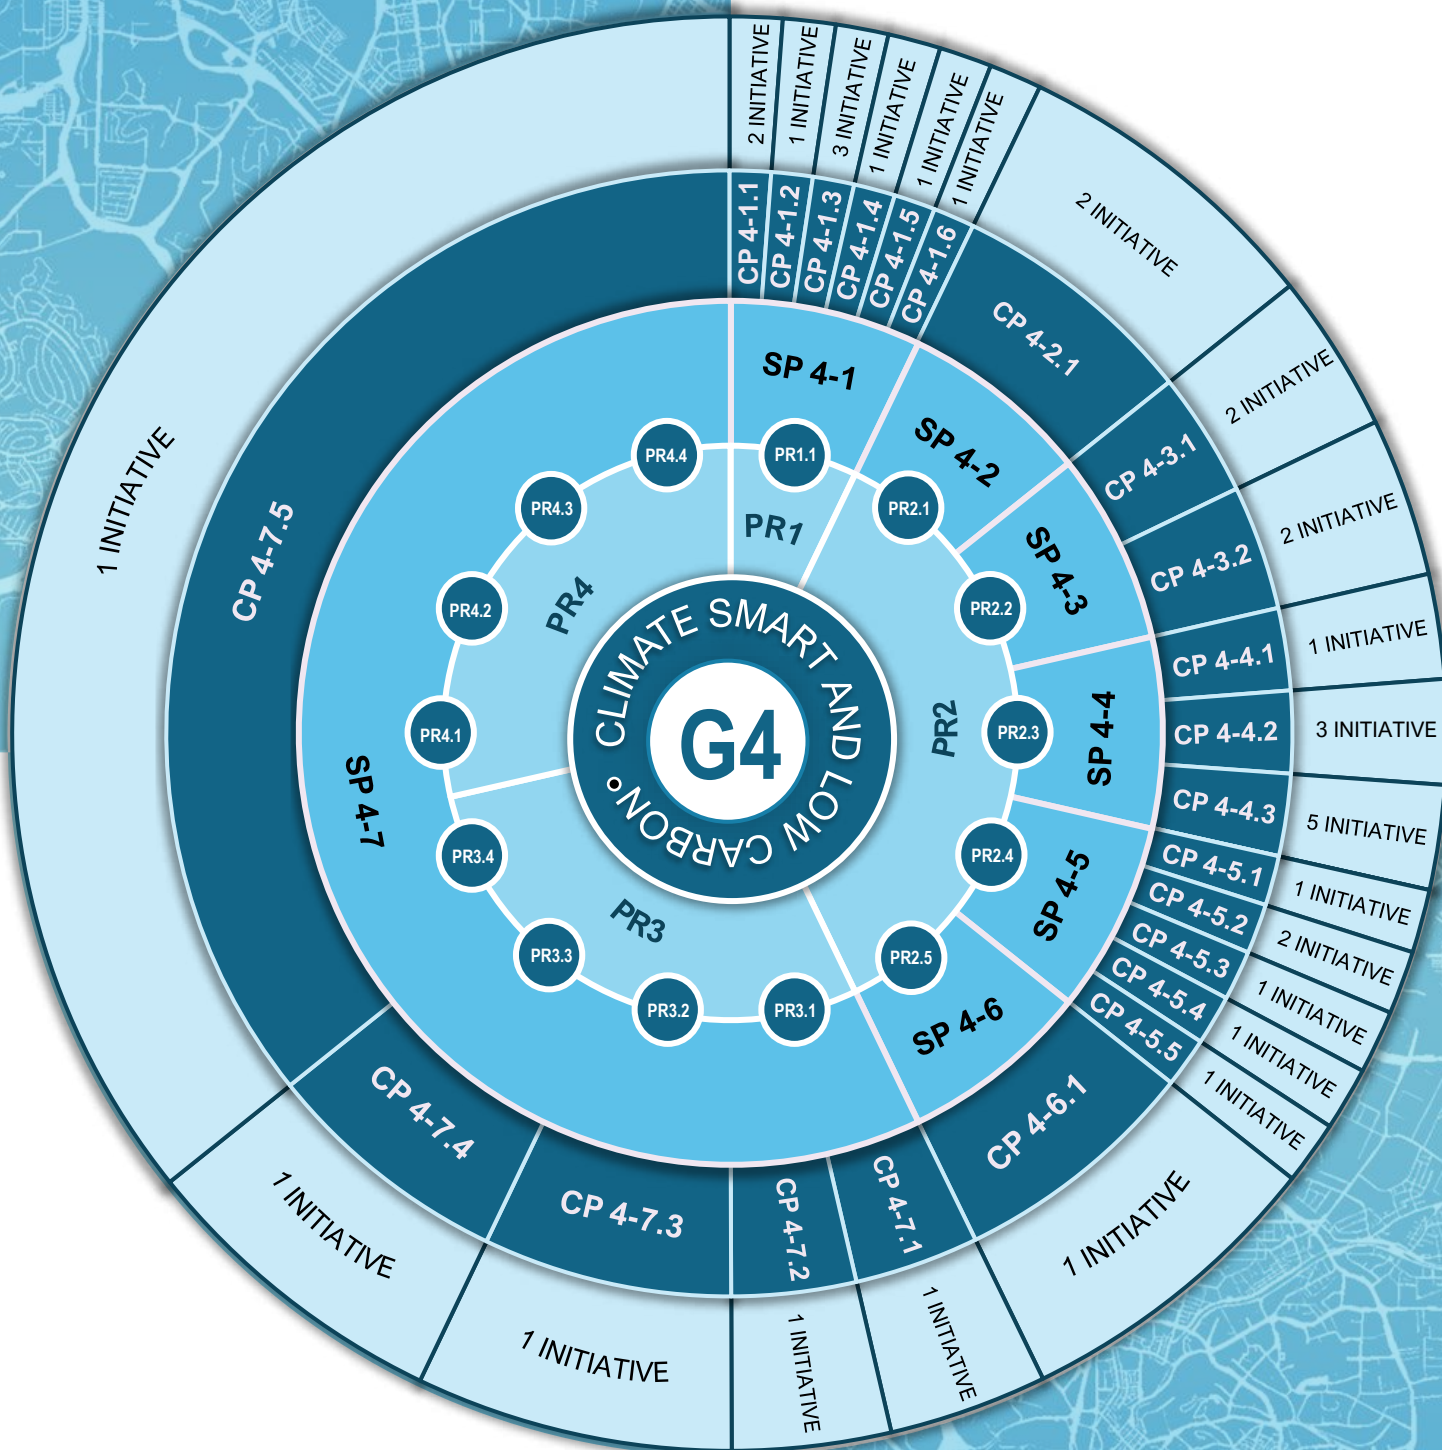 G4
CLIMATE SMART AND LOW CARBON •
PR1
PR2
PR3
PR4
PR1.1
PR2.1
PR2.2
PR2.3
PR2.4
PR2.5
PR3.1
PR3.2
PR3.3
PR3.4
PR4.1
PR4.2
PR4.3
PR4.4
SP 4-1
SP 4-2
SP 4-3
SP 4-4
SP 4-5
SP 4-6
SP 4-7
CP 4-1.1
CP 4-1.2
CP 4-1.3
CP 4-1.4
CP 4-1.5
CP 4-1.6
CP 4-2.1
CP 4-3.1
CP 4-3.2
CP 4-4.1
CP 4-4.2
CP 4-4.3
CP 4-5.1
CP 4-5.2
CP 4-5.3
CP 4-5.4
CP 4-5.5
CP 4-6.1
CP 4-7.1
CP 4-7.2
CP 4-7.3
CP 4-7.4
CP 4-7.5
2 INITIATIVE
1 INITIATIVE
3 INITIATIVE
1 INITIATIVE
1 INITIATIVE
1 INITIATIVE
2 INITIATIVE
2 INITIATIVE
2 INITIATIVE
1 INITIATIVE
3 INITIATIVE
5 INITIATIVE
1 INITIATIVE
2 INITIATIVE
1 INITIATIVE
1 INITIATIVE
1 INITIATIVE
1 INITIATIVE
1 INITIATIVE
1 INITIATIVE
1 INITIATIVE
1 INITIATIVE
1 INITIATIVE